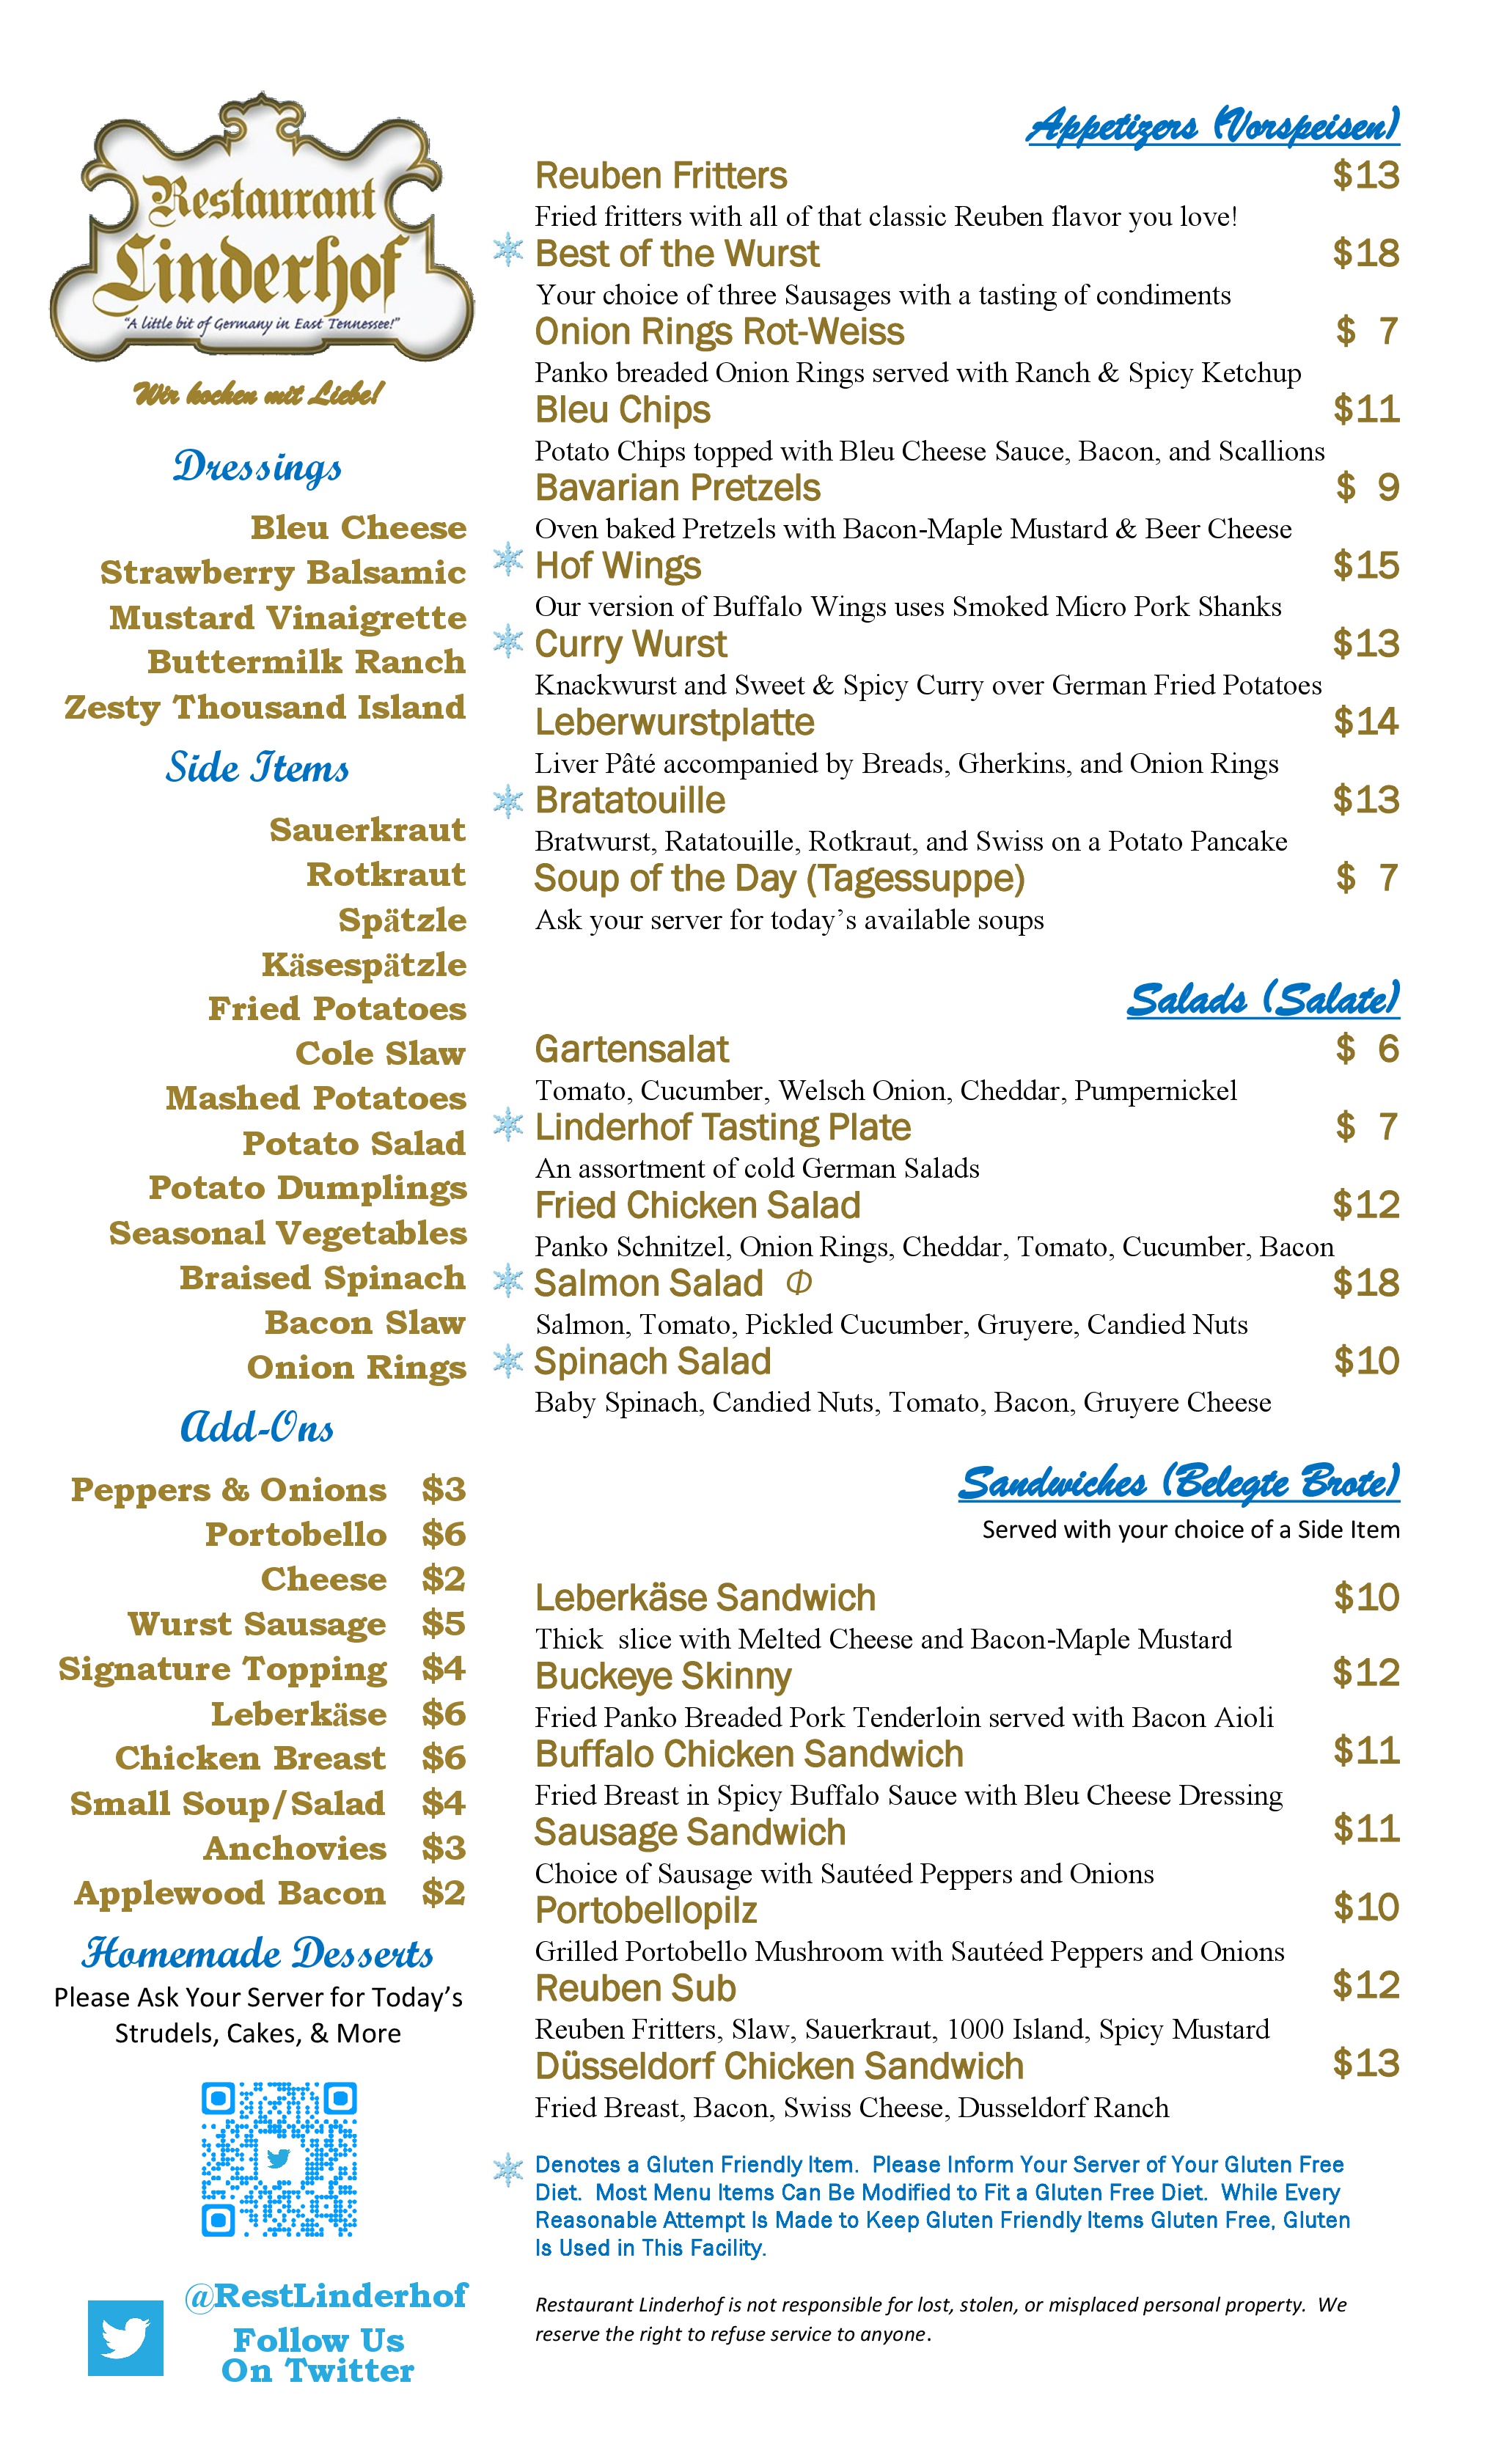 Restaurant
Linderhof
"A little bit of Germany in East Tennessee!"
Wir kochen mit Liebe!
Dressings
Bleu Cheese
Strawberry Balsamic
Mustard Vinaigrette
Buttermilk Ranch
Zesty Thousand Island
Side Items
Sauerkraut
Rotkraut
Spätzle
Käsespätzle
Fried Potatoes
Cole Slaw
Mashed Potatoes
Potato Salad
Potato Dumplings
Seasonal Vegetables
Braised Spinach
Bacon Slaw
Onion Rings
Add-Ons
Peppers & Onions $3
Portobello $6
Cheese $2
Wurst Sausage $5
Signature Topping $4
Leberkäse $6
Chicken Breast $6
Small Soup/Salad $4
Anchovies $3
Applewood Bacon $2
Homemade Desserts
Please Ask Your Server for Today's
Strudels, Cakes, & More
@RestLinderhof
Follow Us
On Twitter
Appetizers (Vorspeisen)
Reuben Fritters $13
Fried fritters with all of that classic Reuben flavor you love!
Best of the Wurst $18
Your choice of three Sausages with a tasting of condiments
Onion Rings Rot-Weiss $ 7
Panko breaded Onion Rings served with Ranch & Spicy Ketchup
Bleu Chips $11
Potato Chips topped with Bleu Cheese Sauce, Bacon, and Scallions
Bavarian Pretzels $ 9
Oven baked Pretzels with Bacon-Maple Mustard & Beer Cheese
Hof Wings $15
Our version of Buffalo Wings uses Smoked Micro Pork Shanks
Curry Wurst $13
Knackwurst and Sweet & Spicy Curry over German Fried Potatoes
Leberwurstplatte $14
Liver Pâté accompanied by Breads, Gherkins, and Onion Rings
Bratatouille $13
Bratwurst, Ratatouille, Rotkraut, and Swiss on a Potato Pancake
Soup of the Day (Tagessuppe) $ 7
Ask your server for today's available soups
Salads (Salate)
Gartensalat $ 6
Tomato, Cucumber, Welsch Onion, Cheddar, Pumpernickel
Linderhof Tasting Plate $ 7
An assortment of cold German Salads
Fried Chicken Salad $12
Panko Schnitzel, Onion Rings, Cheddar, Tomato, Cucumber, Bacon
Salmon Salad Φ $18
Salmon, Tomato, Pickled Cucumber, Gruyere, Candied Nuts
Spinach Salad $10
Baby Spinach, Candied Nuts, Tomato, Bacon, Gruyere Cheese
Sandwiches (Belegte Brote)
Served with your choice of a Side Item
Leberkäse Sandwich $10
Thick slice with Melted Cheese and Bacon-Maple Mustard
Buckeye Skinny $12
Fried Panko Breaded Pork Tenderloin served with Bacon Aioli
Buffalo Chicken Sandwich $11
Fried Breast in Spicy Buffalo Sauce with Bleu Cheese Dressing
Sausage Sandwich $11
Choice of Sausage with Sautéed Peppers and Onions
Portobellopilz $10
Grilled Portobello Mushroom with Sautéed Peppers and Onions
Reuben Sub $12
Reuben Fritters, Slaw, Sauerkraut, 1000 Island, Spicy Mustard
Düsseldorf Chicken Sandwich $13
Fried Breast, Bacon, Swiss Cheese, Dusseldorf Ranch
Denotes a Gluten Friendly Item. Please Inform Your Server of Your Gluten Free
Diet. Most Menu Items Can Be Modified to Fit a Gluten Free Diet. While Every
Reasonable Attempt Is Made to Keep Gluten Friendly Items Gluten Free, Gluten
Is Used in This Facility.
Restaurant Linderhof is not responsible for lost, stolen, or misplaced personal property. We
reserve the right to refuse service to anyone.